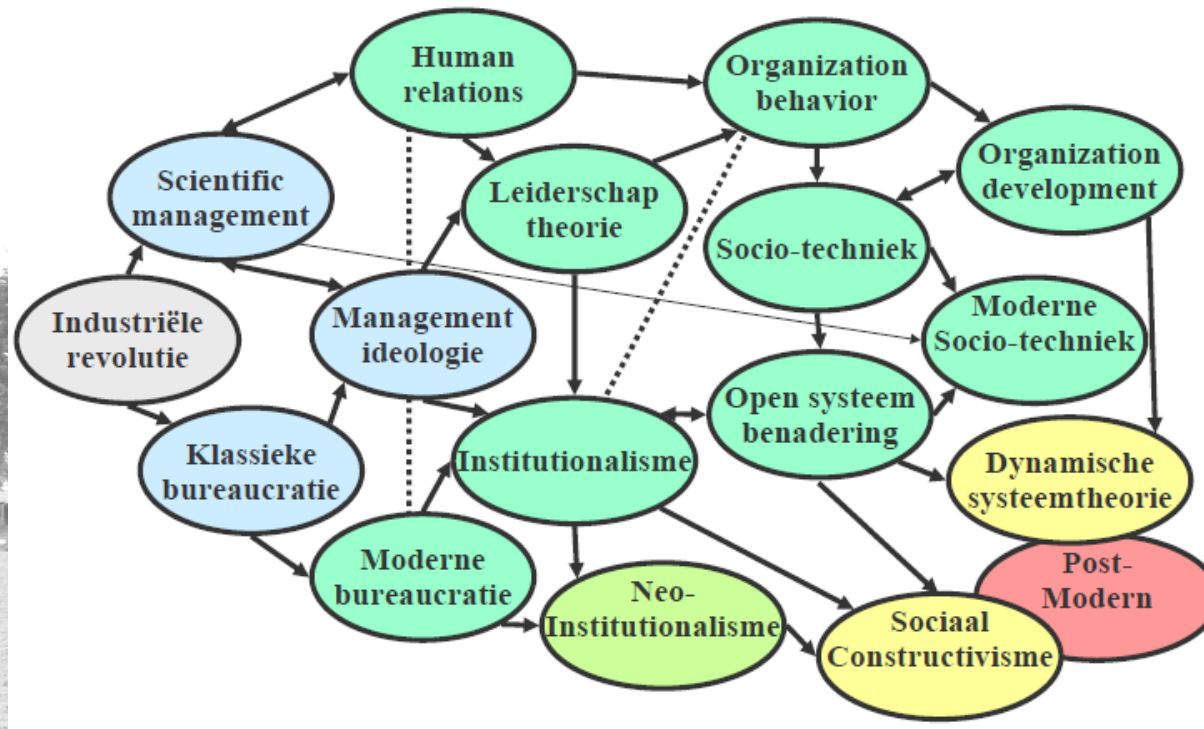 Human
relations
Organization
behavior
Scientific
management
Leiderschap
theorie
Organization
development
Socio-techniek
Industriële
revolutie
Management
ideologie
Moderne
Socio-techniek
Klassieke
bureaucratie
Institutionalisme
Open systeem
benadering
Dynamische
systeemtheorie
Moderne
bureaucratie
Neo-
Institutionalisme
Sociaal
Constructivisme
Post-
Modern